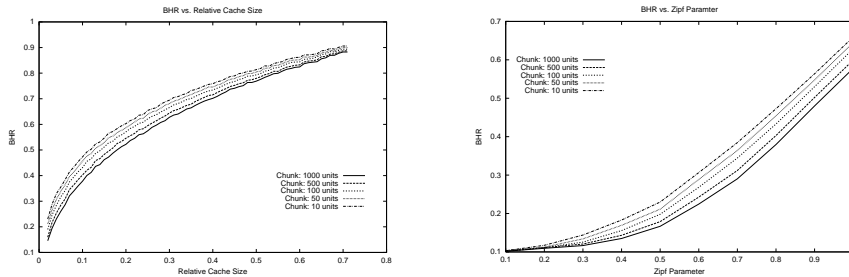 BHR vs. Relative Cache Size
1
0.9
0.8
0.7
0.6
0.5
0.4
0.3
0.2
0.1
BHR
Chunk: 1000 units
Chunk: 500 units
Chunk: 100 units
Chunk: 50 units
Chunk: 10 units
0 0.1 0.2 0.3 0.4 0.5 0.6 0.7 0.8
Relative Cache Size
BHR vs. Zipf Paramter
0.7
0.6
0.5
0.4
0.3
0.2
0.1
BHR
Chunk: 1000 units
Chunk: 500 units
Chunk: 100 units
Chunk: 50 units
Chunk: 10 units
0.1 0.2 0.3 0.4 0.5 0.6 0.7 0.8 0.9
Zipf Parameter